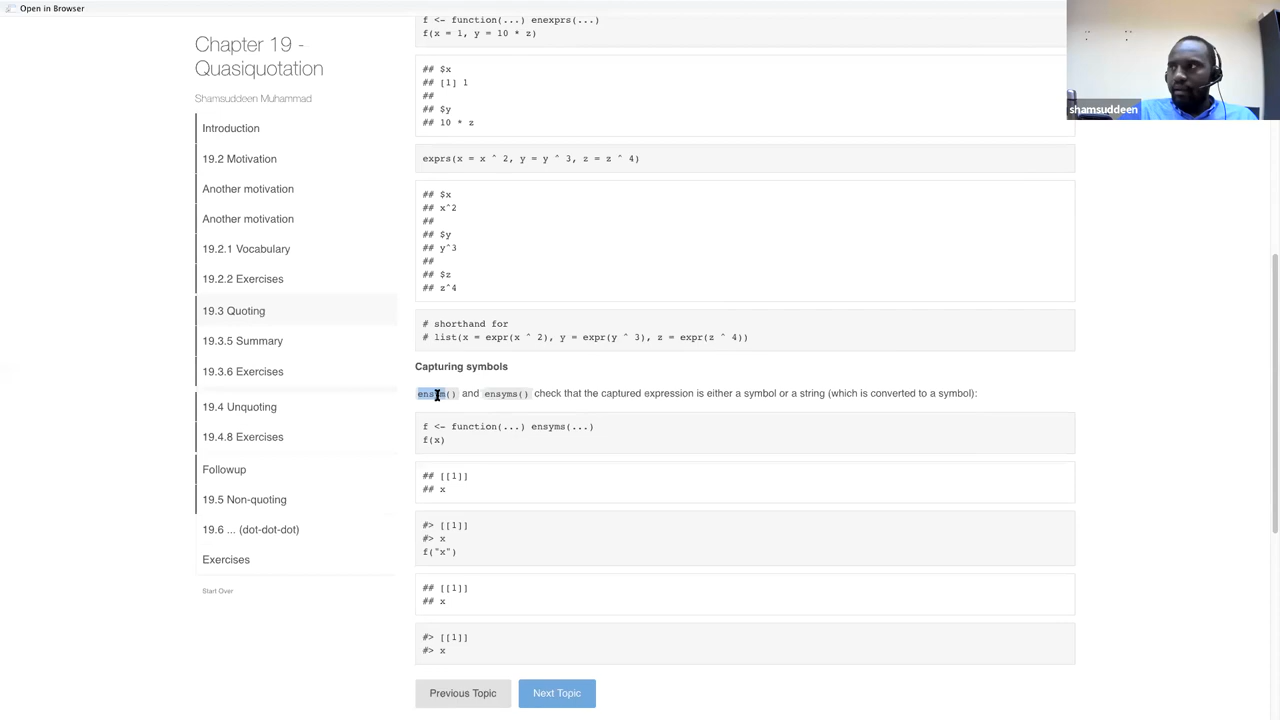 Open in Browser
Chapter 19 -
Quasiquotation
Shamsuddeen Muhammad
Introduction
19.2 Motivation
Another motivation
Another motivation
19.2.1 Vocabulary
19.2.2 Exercises
19.3 Quoting
19.3.5 Summary
19.3.6 Exercises
19.4 Unquoting
19.4.8 Exercises
Followup
19.5 Non-quoting
19.6 ... (dot-dot-dot)
Exercises
Start Over
f <- function(...) enexprs(...)
f(x = 1, y = 10 * z)
## $x
## [1] 1
##
## $y
## 10 * z
exprs(x = x ^ 2, y = y ^ 3, z = z ^ 4)
## $x
## x^2
##
## $y
## y^3
##
## $z
## z^4
# shorthand for
# list(x = expr(x ^ 2), y = expr(y ^ 3), z = expr(z ^ 4))
Capturing symbols
ensym() and ensyms() check that the captured expression is either a symbol or a string (which is converted to a symbol):
f <- function(...) ensyms(...)
f(x)
## [[1]]
## x
#> [[1]]
#> x
f("x")
## [[1]]
## x
#> [[1]]
#> x
Previous Topic
Next Topic
shamsuddeen